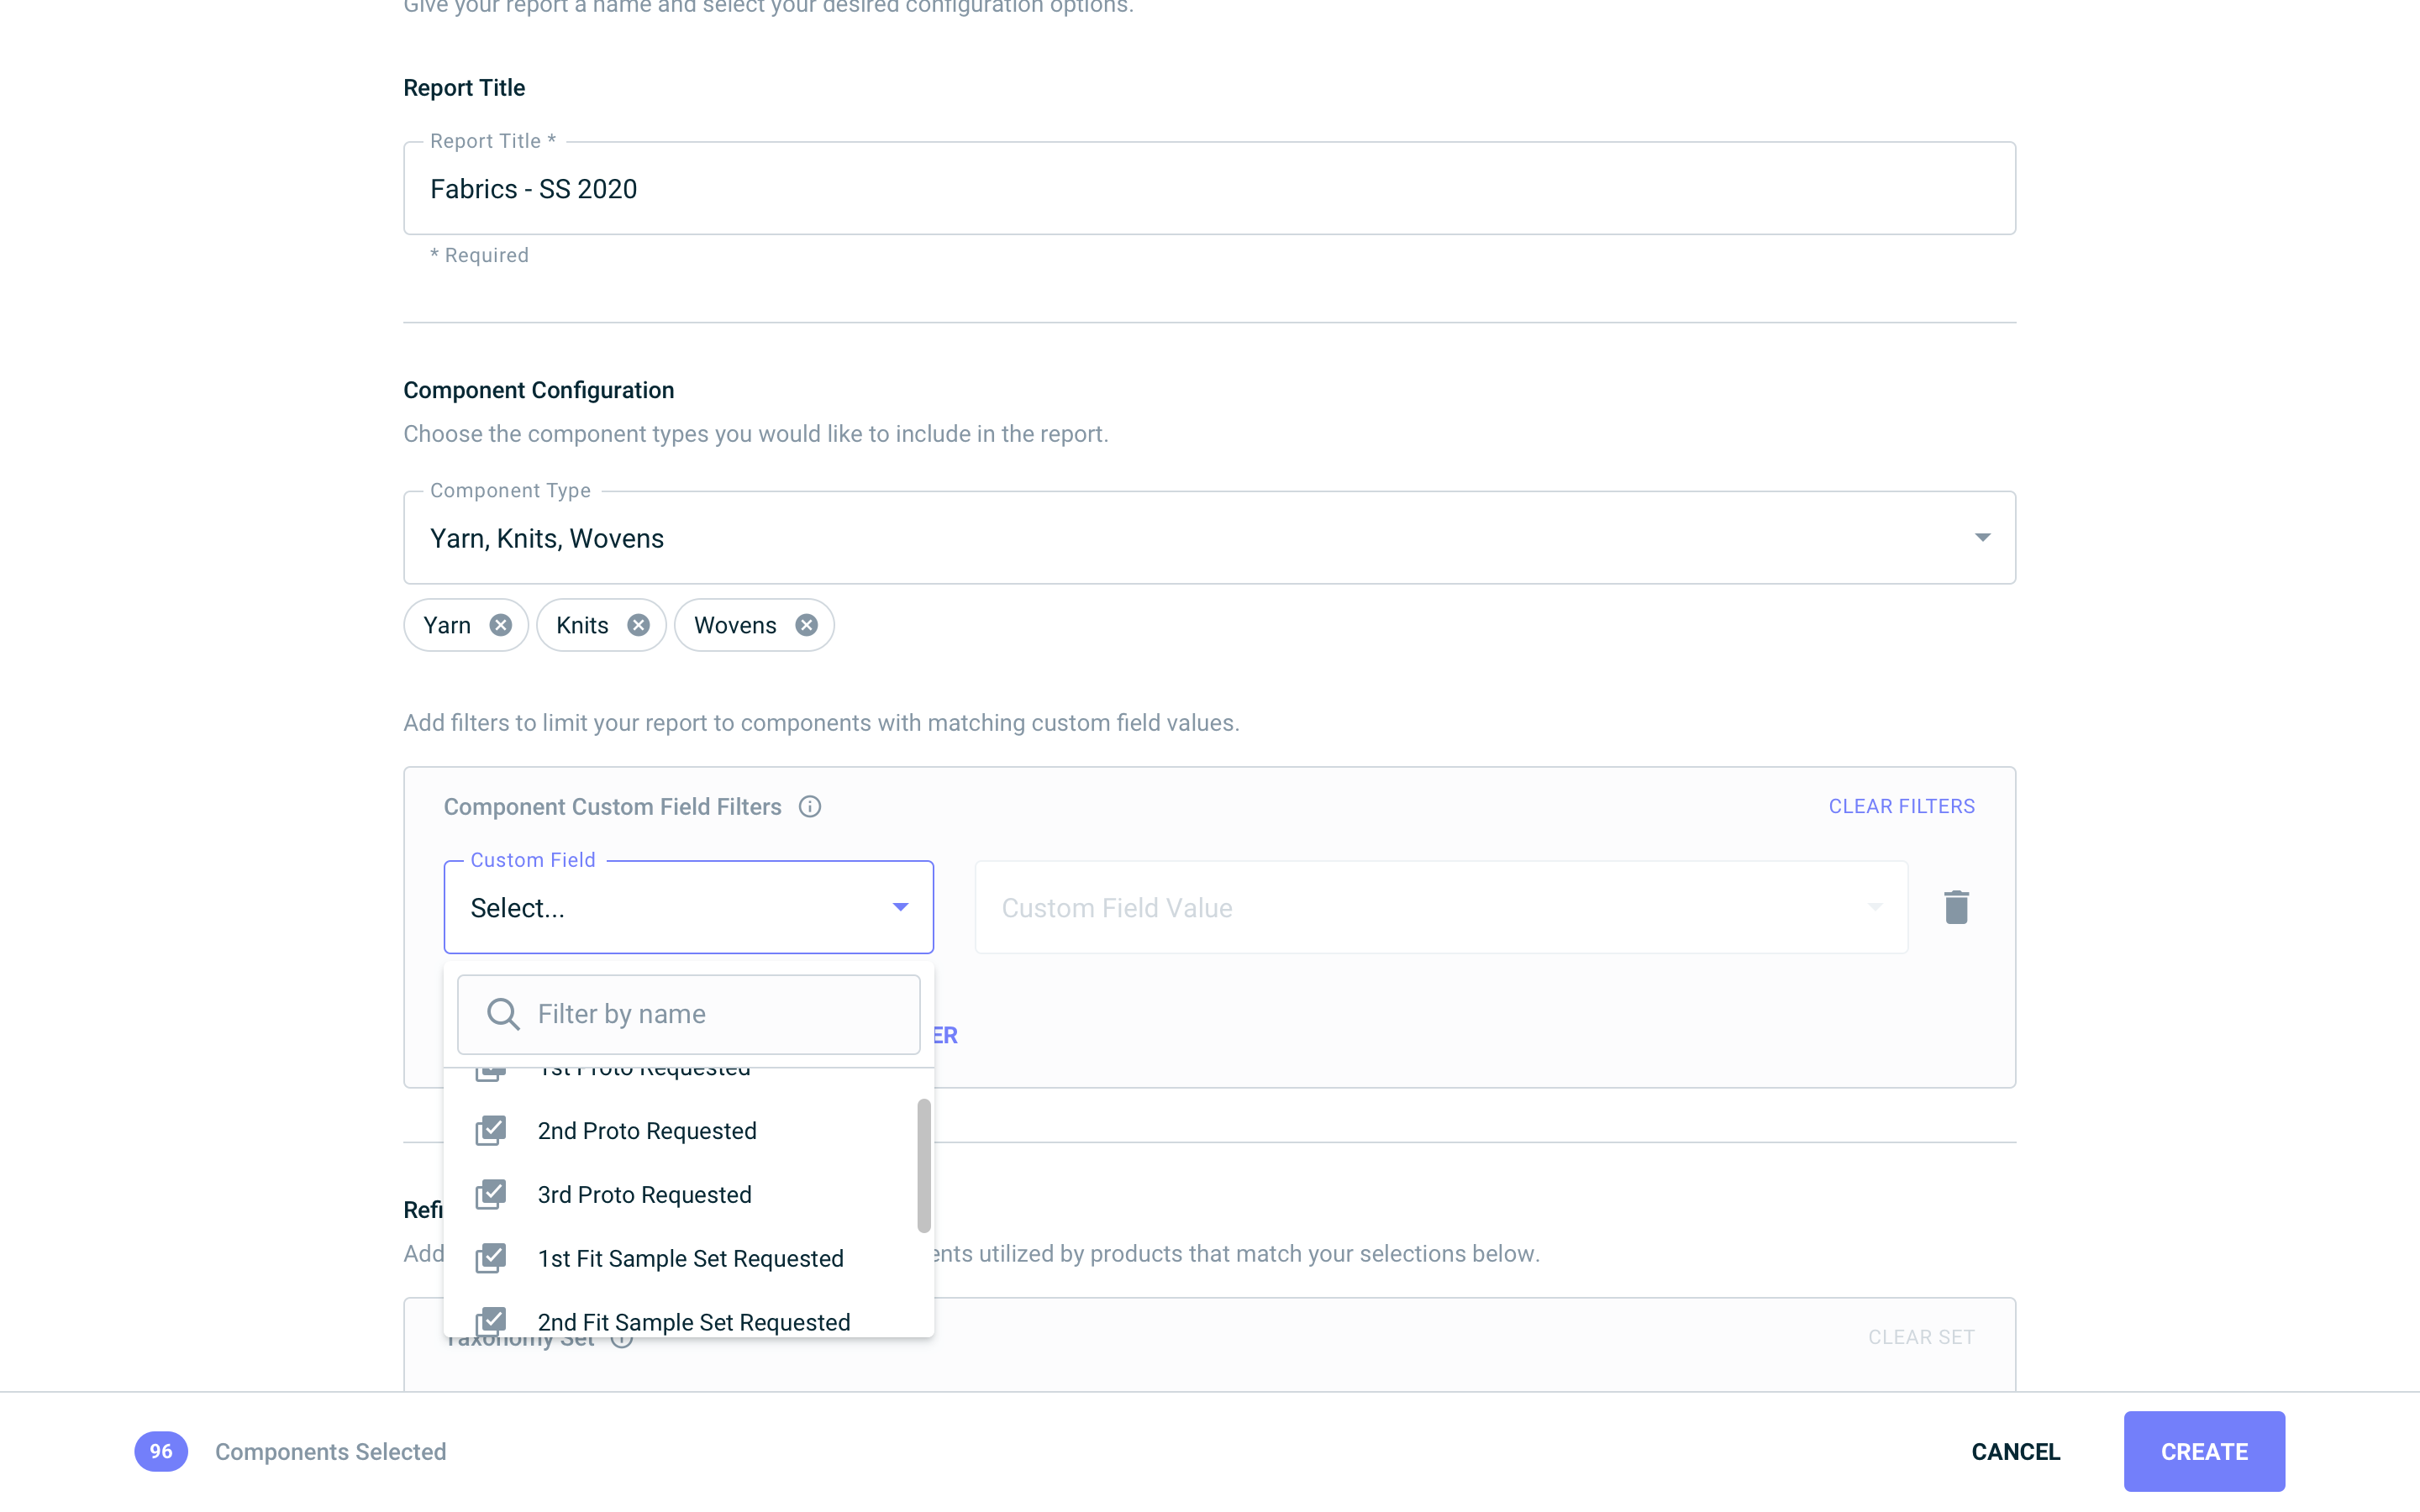 Give your report a name and select your desired configuration options.
Report Title
Report Title *
Fabrics - SS 2020
* Required
Component Configuration
Choose the component types you would like to include in the report.
Component Type
Yarn, Knits, Wovens
Yarn Knits Wovens
Add filters to limit your report to components with matching custom field values.
Component Custom Field Filters CLEAR FILTERS
Custom Field
Select... Custom Field Value
Filter by name
ER
1st Proto Requested
2nd Proto Requested
3rd Proto Requested
Refi
1st Fit Sample Set Requested
Add ents utilized by products that match your selections below.
2nd Fit Sample Set Requested
Taxonomy Set CLEAR SET
96 Components Selected CANCEL CREATE